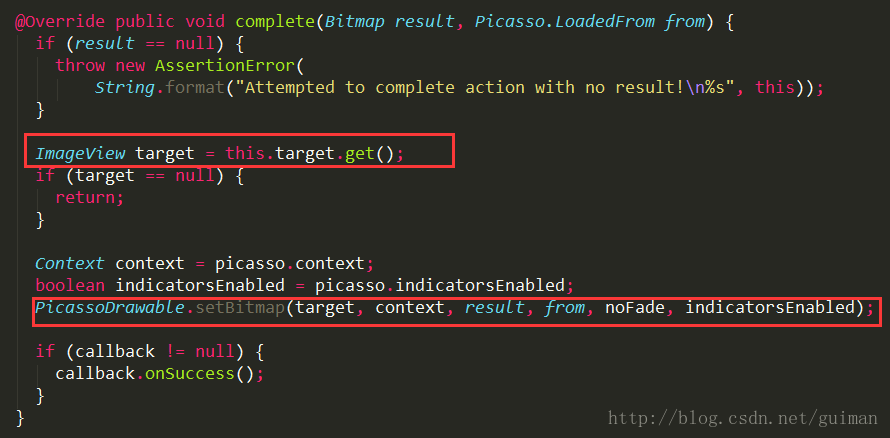 @Override public void complete(Bitmap result, Picasso.LoadedFrom from) {
if (result == null) {
throw new AssertionError(
String.format("Attempted to complete action with no result!\n%s", this));
}
ImageView target = this.target.get();
if (target == null) {
return;
}
Context context = picasso.context;
boolean indicatorsEnabled = picasso.indicatorsEnabled;
PicassoDrawable.setBitmap(target, context, result, from, noFade, indicatorsEnabled);
if (callback != null) {
callback.onSuccess();
}
}
http://blog.csdn.net/guiman